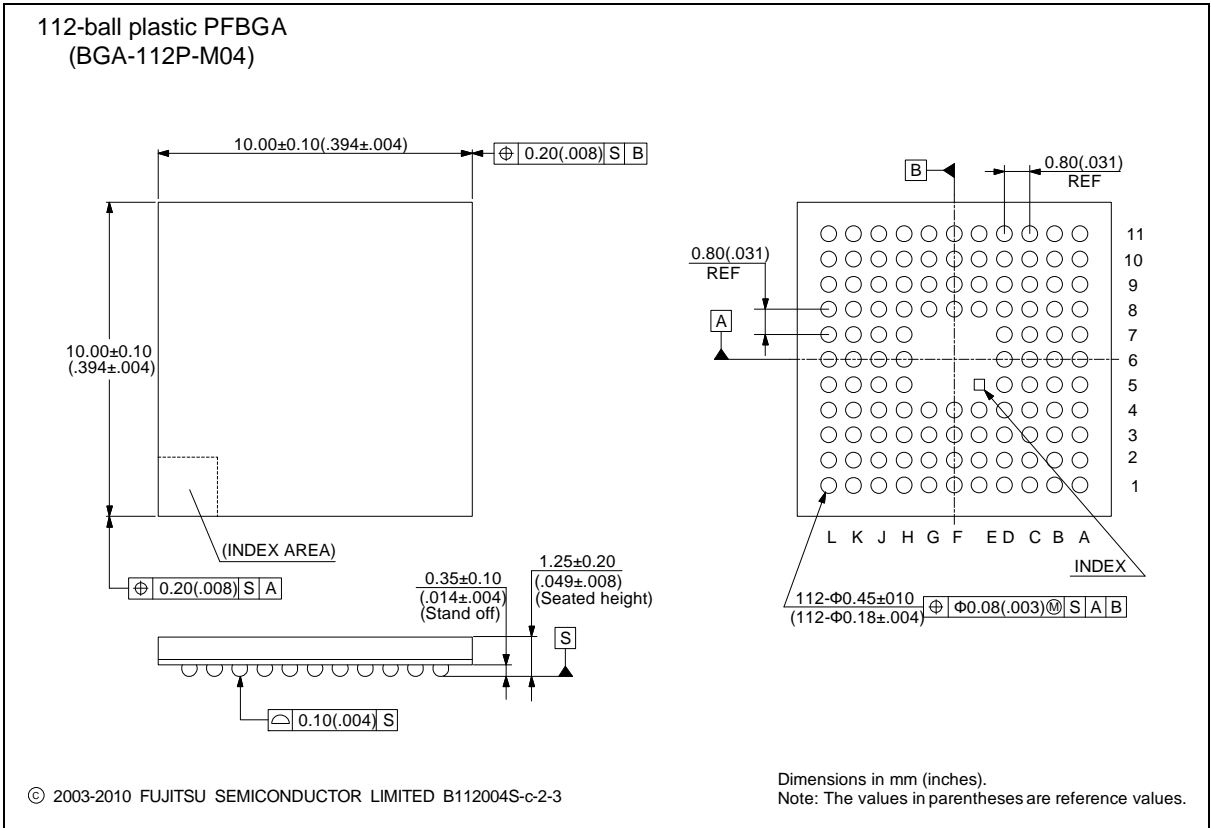 112-ball plastic PFBGA
(BGA-112P-M04)
10.00±0.10(.394±.004)
⌖ 0.20(.008) S B
B
0.80(.031)
REF
0.80(.031)
REF
A
11
10
9
8
7
6
5
4
3
2
1
10.00±0.10
(.394±.004)
(INDEX AREA)
⌖ 0.20(.008) S A
L K J H G F E D C B A
INDEX
0.35±0.10
(.014±.004)
(Stand off)
1.25±0.20
(.049±.008)
(Seated height)
112-Φ0.45±010
(112-Φ0.18±.004)
⌖ Φ0.08(.003)Ⓜ S A B
S
⌓ 0.10(.004) S
© 2003-2010 FUJITSU SEMICONDUCTOR LIMITED B112004S-c-2-3
Dimensions in mm (inches).
Note: The values in parentheses are reference values.